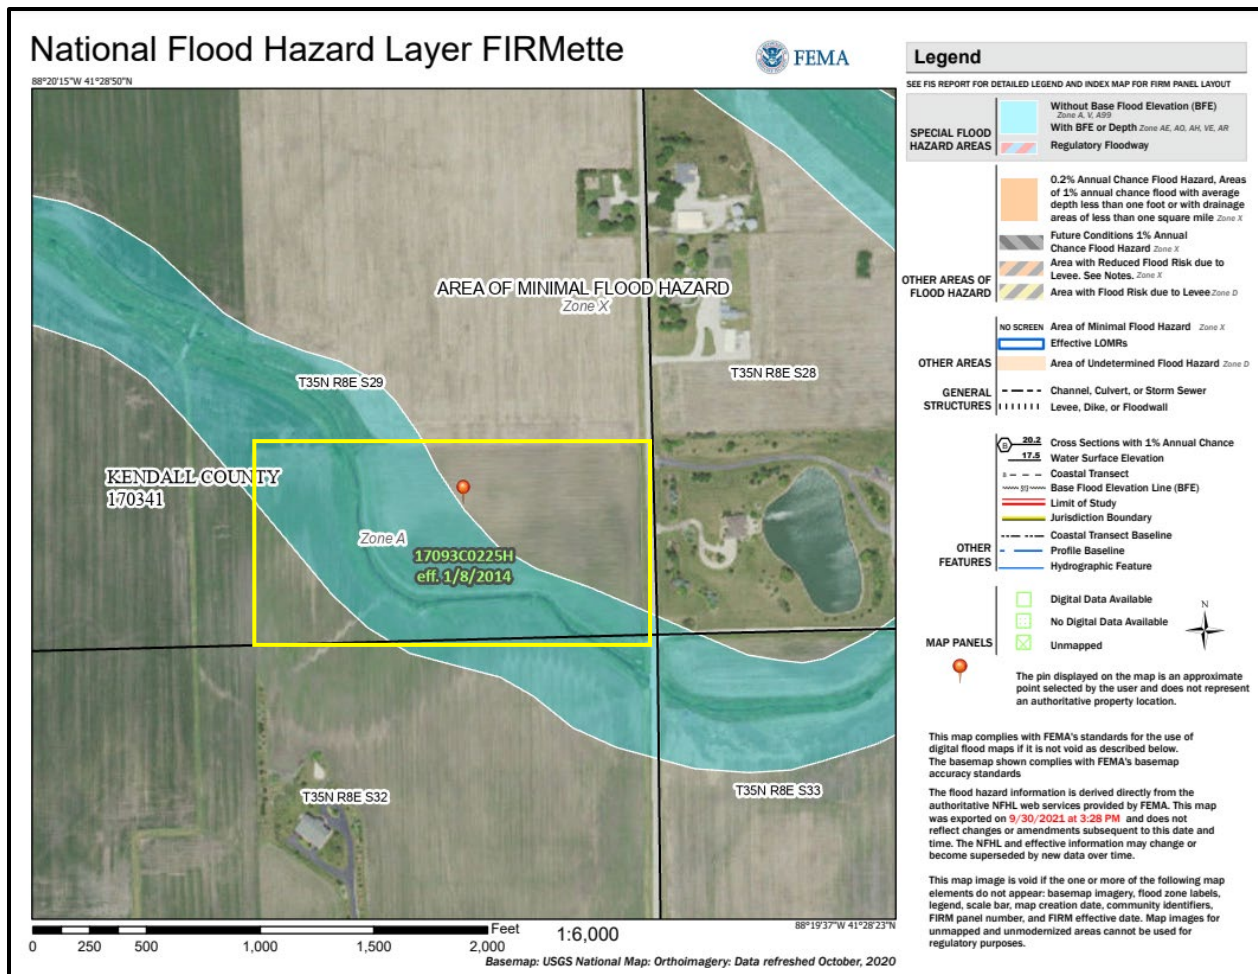 National Flood Hazard Layer FIRMette
FEMA
88°20'15"W 41°28'50"N
AREA OF MINIMAL FLOOD HAZARD
Zone X
T35N R8E S29
T35N R8E S28
KENDALL COUNTY
170341
Zone A
17093C0225H
eff. 1/8/2014
T35N R8E S32
T35N R8E S33
88°19'37"W 41°28'23"N
Feet
0 250 500 1,000 1,500 2,000
1:6,000
Basemap: USGS National Map: Orthoimagery: Data refreshed October, 2020
Legend
SEE FIS REPORT FOR DETAILED LEGEND AND INDEX MAP FOR FIRM PANEL LAYOUT
SPECIAL FLOOD
HAZARD AREAS
Without Base Flood Elevation (BFE)
Zone A, V, A99
With BFE or Depth Zone AE, AO, AH, VE, AR
Regulatory Floodway
0.2% Annual Chance Flood Hazard, Areas
of 1% annual chance flood with average
depth less than one foot or with drainage
areas of less than one square mile Zone X
Future Conditions 1% Annual
Chance Flood Hazard Zone X
Area with Reduced Flood Risk due to
Levee. See Notes. Zone X
Area with Flood Risk due to Levee Zone D
OTHER AREAS OF
FLOOD HAZARD
NO SCREEN Area of Minimal Flood Hazard Zone X
Effective LOMRs
OTHER AREAS
Area of Undetermined Flood Hazard Zone D
GENERAL
STRUCTURES
Channel, Culvert, or Storm Sewer
Levee, Dike, or Floodwall
B 20.2 Cross Sections with 1% Annual Chance
17.5 Water Surface Elevation
8 Coastal Transect
513 Base Flood Elevation Line (BFE)
Limit of Study
Jurisdiction Boundary
Coastal Transect Baseline
OTHER
FEATURES
Profile Baseline
Hydrographic Feature
Digital Data Available
No Digital Data Available
Unmapped
MAP PANELS
N
The pin displayed on the map is an approximate
point selected by the user and does not represent
an authoritative property location.
This map complies with FEMA's standards for the use of
digital flood maps if it is not void as described below.
The basemap shown complies with FEMA's basemap
accuracy standards
The flood hazard information is derived directly from the
authoritative NFHL web services provided by FEMA. This map
was exported on 9/30/2021 at 3:28 PM and does not
reflect changes or amendments subsequent to this date and
time. The NFHL and effective information may change or
become superseded by new data over time.
This map image is void if the one or more of the following map
elements do not appear: basemap imagery, flood zone labels,
legend, scale bar, map creation date, community identifiers,
FIRM panel number, and FIRM effective date. Map images for
unmapped and unmodernized areas cannot be used for
regulatory purposes.